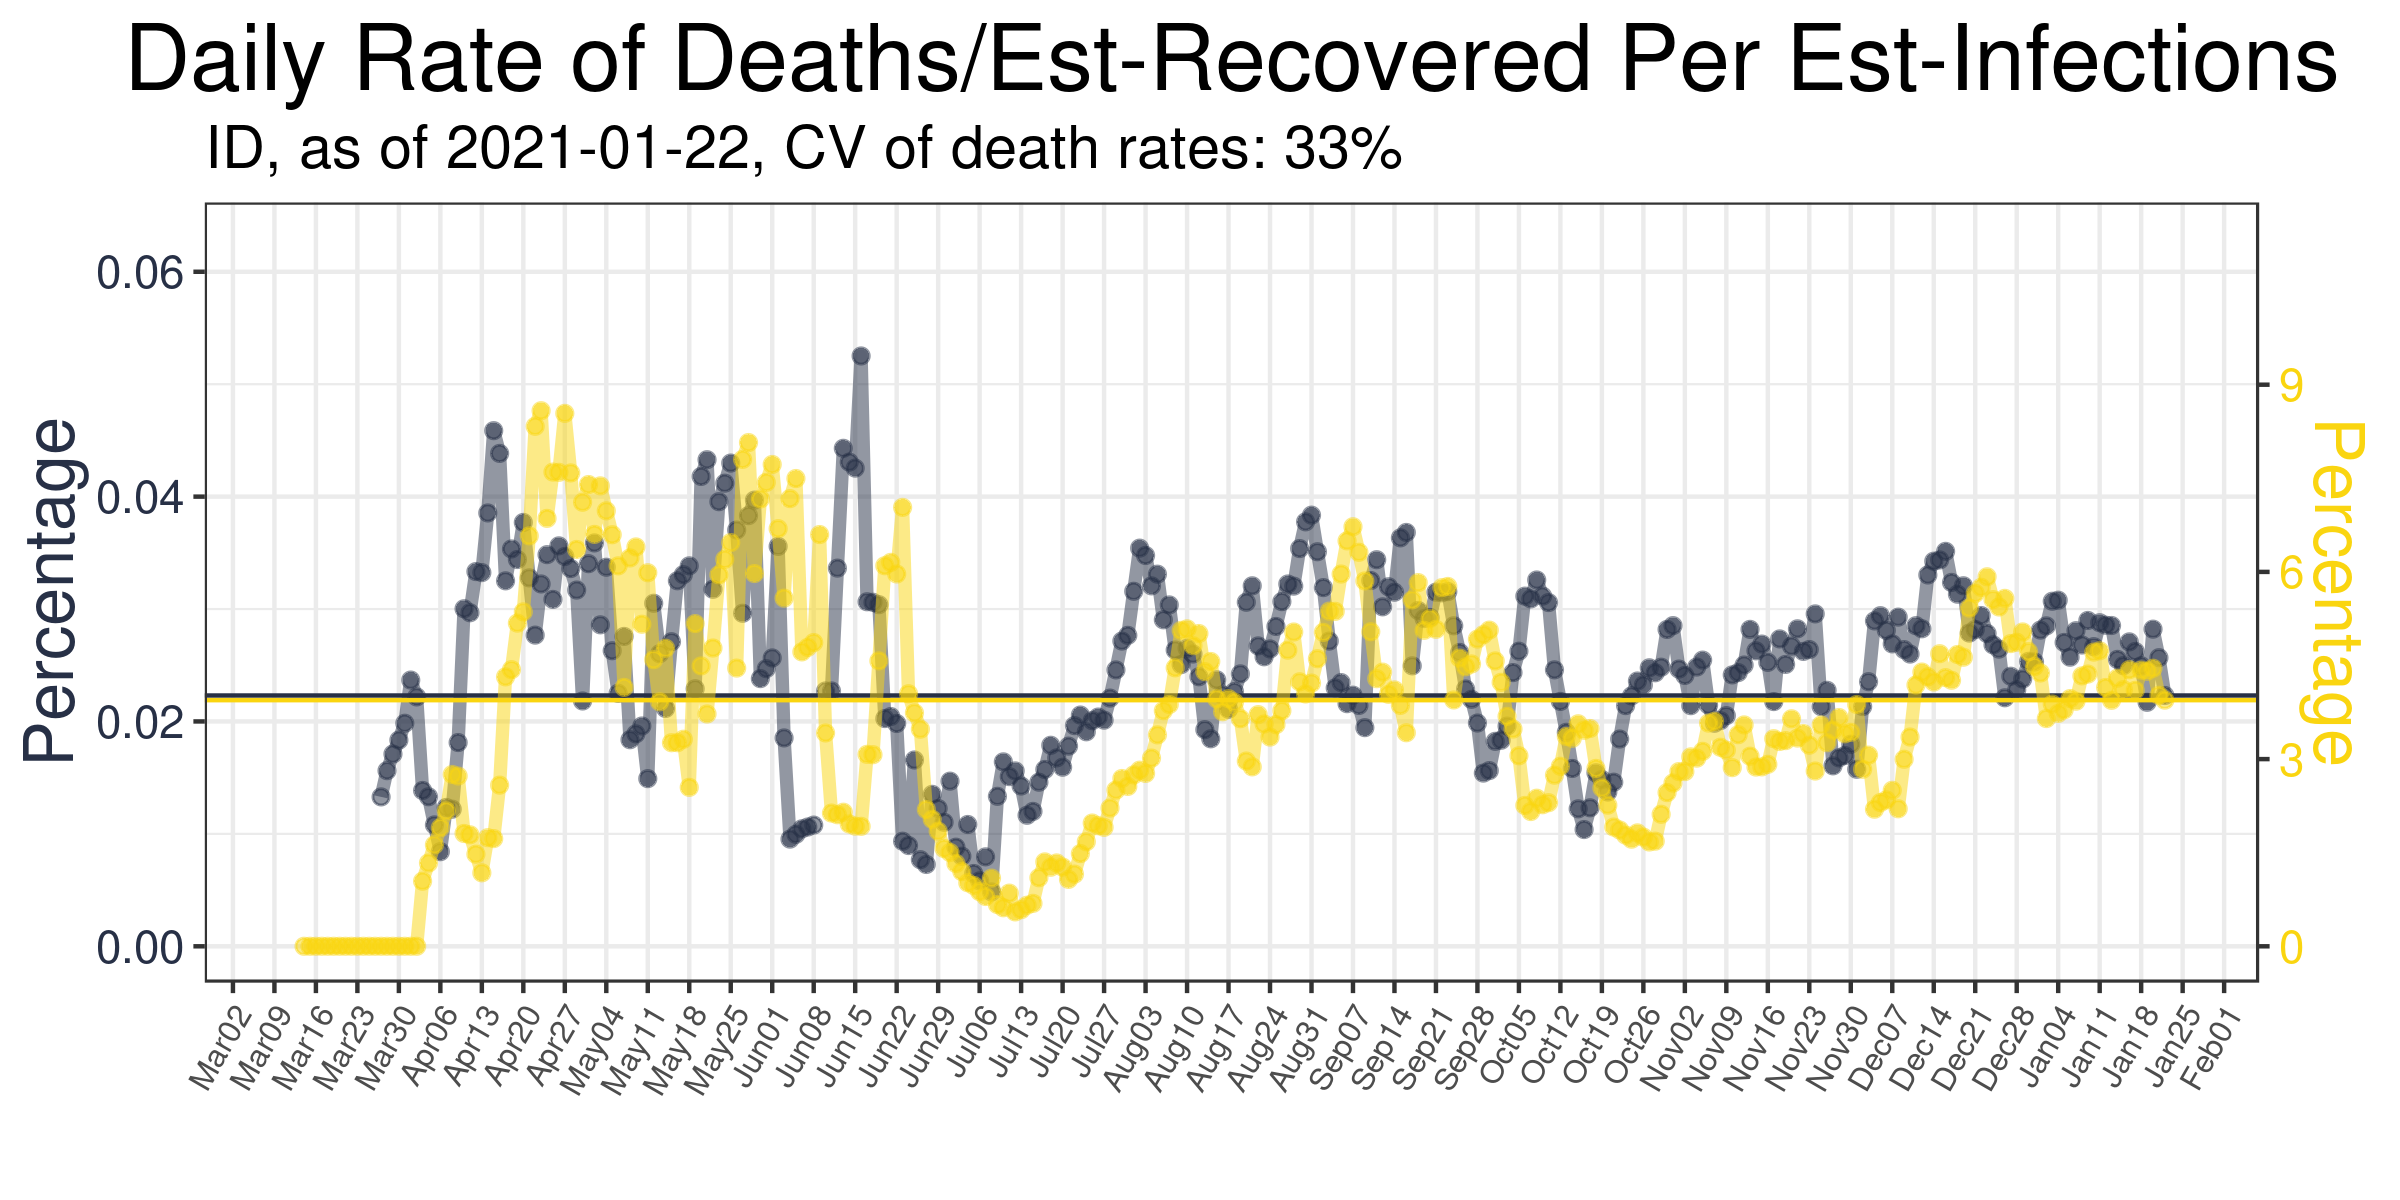 Daily Rate of Deaths/Est-Recovered Per Est-Infections
ID, as of 2021-01-22, CV of death rates: 33%
Percentage
0.06
0.04
0.02
0.00
9
6
3
0
Percentage
Mar02
Mar09
Mar16
Mar23
Mar30
Apr06
Apr13
Apr20
Apr27
May04
May11
May18
May25
Jun01
Jun08
Jun15
Jun22
Jun29
Jul06
Jul13
Jul20
Jul27
Aug03
Aug10
Aug17
Aug24
Aug31
Sep07
Sep14
Sep21
Sep28
Oct05
Oct12
Oct19
Oct26
Nov02
Nov09
Nov16
Nov23
Nov30
Dec07
Dec14
Dec21
Dec28
Jan04
Jan11
Jan18
Jan25
Feb01